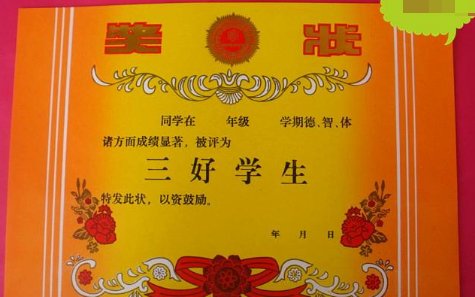 奖状
同学在 年级 学期德、智、体
诸方面成绩显著，被评为
三好学生
特发此状，以资鼓励。
年 月 日